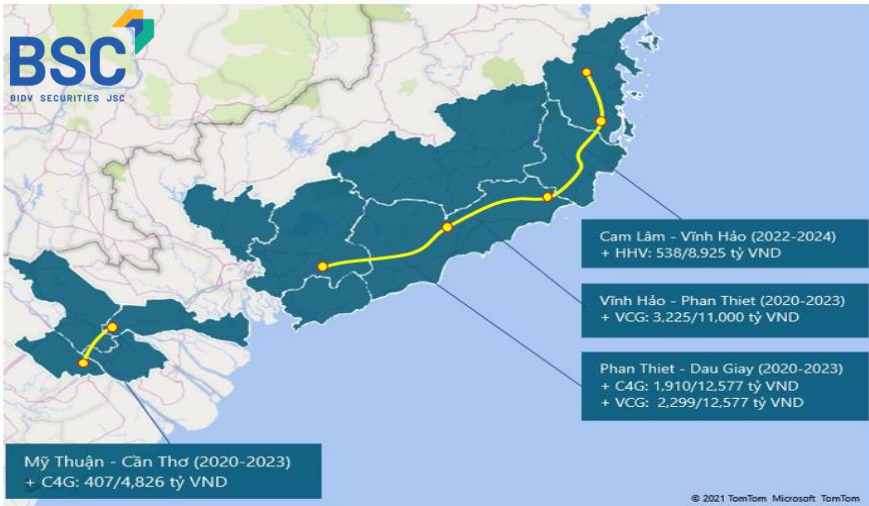 BSC
BIDV SECURITIES JSC
Cam Lâm - Vĩnh Hảo (2022-2024)
+ HHV: 538/8,925 tỷ VND
Vĩnh Hảo - Phan Thiet (2020-2023)
+ VCG: 3,225/11,000 tỷ VND
Phan Thiet - Dau Giay (2020-2023)
+ C4G: 1,910/12,577 tỷ VND
+ VCG: 2,299/12,577 tỷ VND
Mỹ Thuận - Cần Thơ (2020-2023)
+ C4G: 407/4,826 tỷ VND
© 2021 TomTom Microsoft TomTom